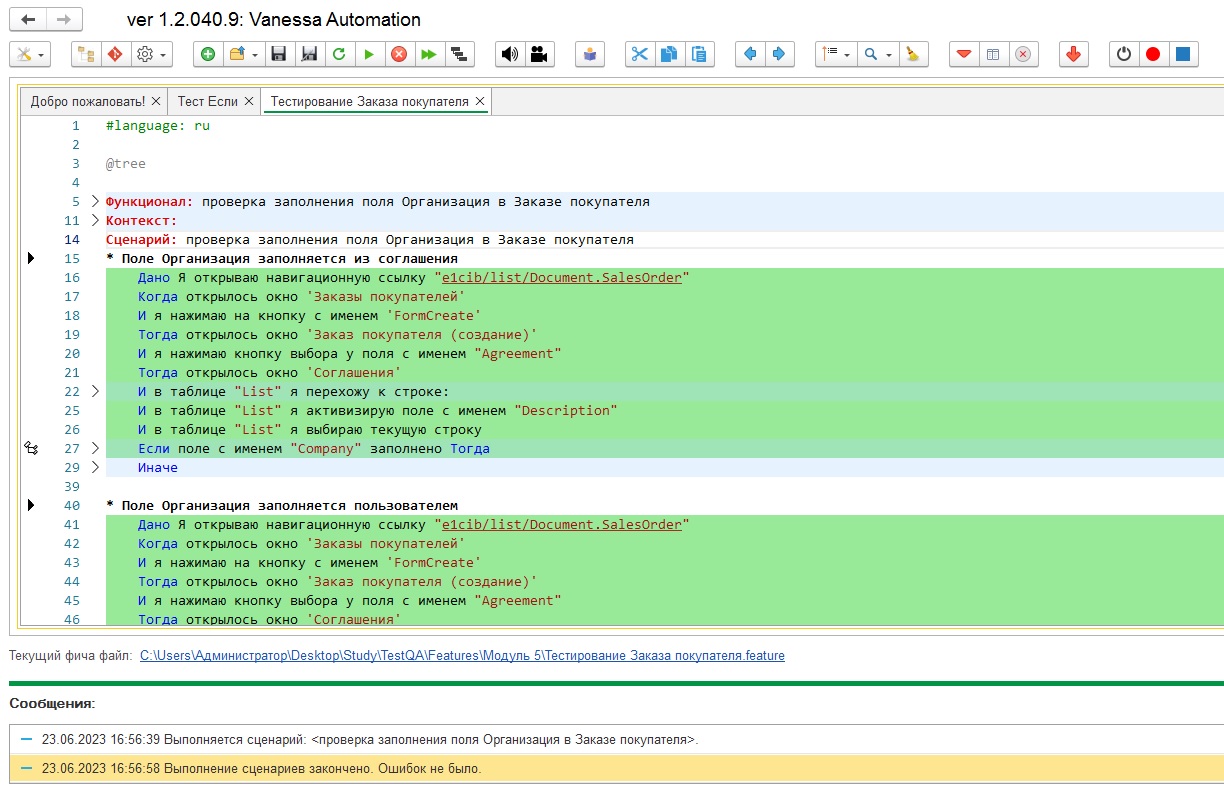 ver 1.2.040.9: Vanessa Automation
Добро пожаловать! Тест Если Тестирование Заказа покупателя
1 #language: ru
2
3 @tree
4
5 Функционал: проверка заполнения поля Организация в Заказе покупателя
11 Контекст:
14 Сценарий: проверка заполнения поля Организация в Заказе покупателя
15 * Поле Организация заполняется из соглашения
16 Дано Я открываю навигационную ссылку "e1cib/list/Document.SalesOrder"
17 Когда открылось окно 'Заказы покупателей'
18 И я нажимаю на кнопку с именем 'FormCreate'
19 Тогда открылось окно 'Заказ покупателя (создание)'
20 И я нажимаю кнопку выбора у поля с именем "Agreement"
21 Тогда открылось окно 'Соглашения'
22 И в таблице "List" я перехожу к строке:
25 И в таблице "List" я активизирую поле с именем "Description"
26 И в таблице "List" я выбираю текущую строку
27 Если поле с именем "Company" заполнено Тогда
29 Иначе
39
40 * Поле Организация заполняется пользователем
41 Дано Я открываю навигационную ссылку "e1cib/list/Document.SalesOrder"
42 Когда открылось окно 'Заказы покупателей'
43 И я нажимаю на кнопку с именем 'FormCreate'
44 Тогда открылось окно 'Заказ покупателя (создание)'
45 И я нажимаю кнопку выбора у поля с именем "Agreement"
46 Тогда открылось окно 'Соглашения'
Текущий фича файл: C:\Users\Администратор\Desktop\Study\TestQA\Features\Модуль 5\Тестирование Заказа покупателя.feature
Сообщения:
23.06.2023 16:56:39 Выполняется сценарий: <проверка заполнения поля Организация в Заказе покупателя>.
23.06.2023 16:56:58 Выполнение сценариев закончено. Ошибок не было.